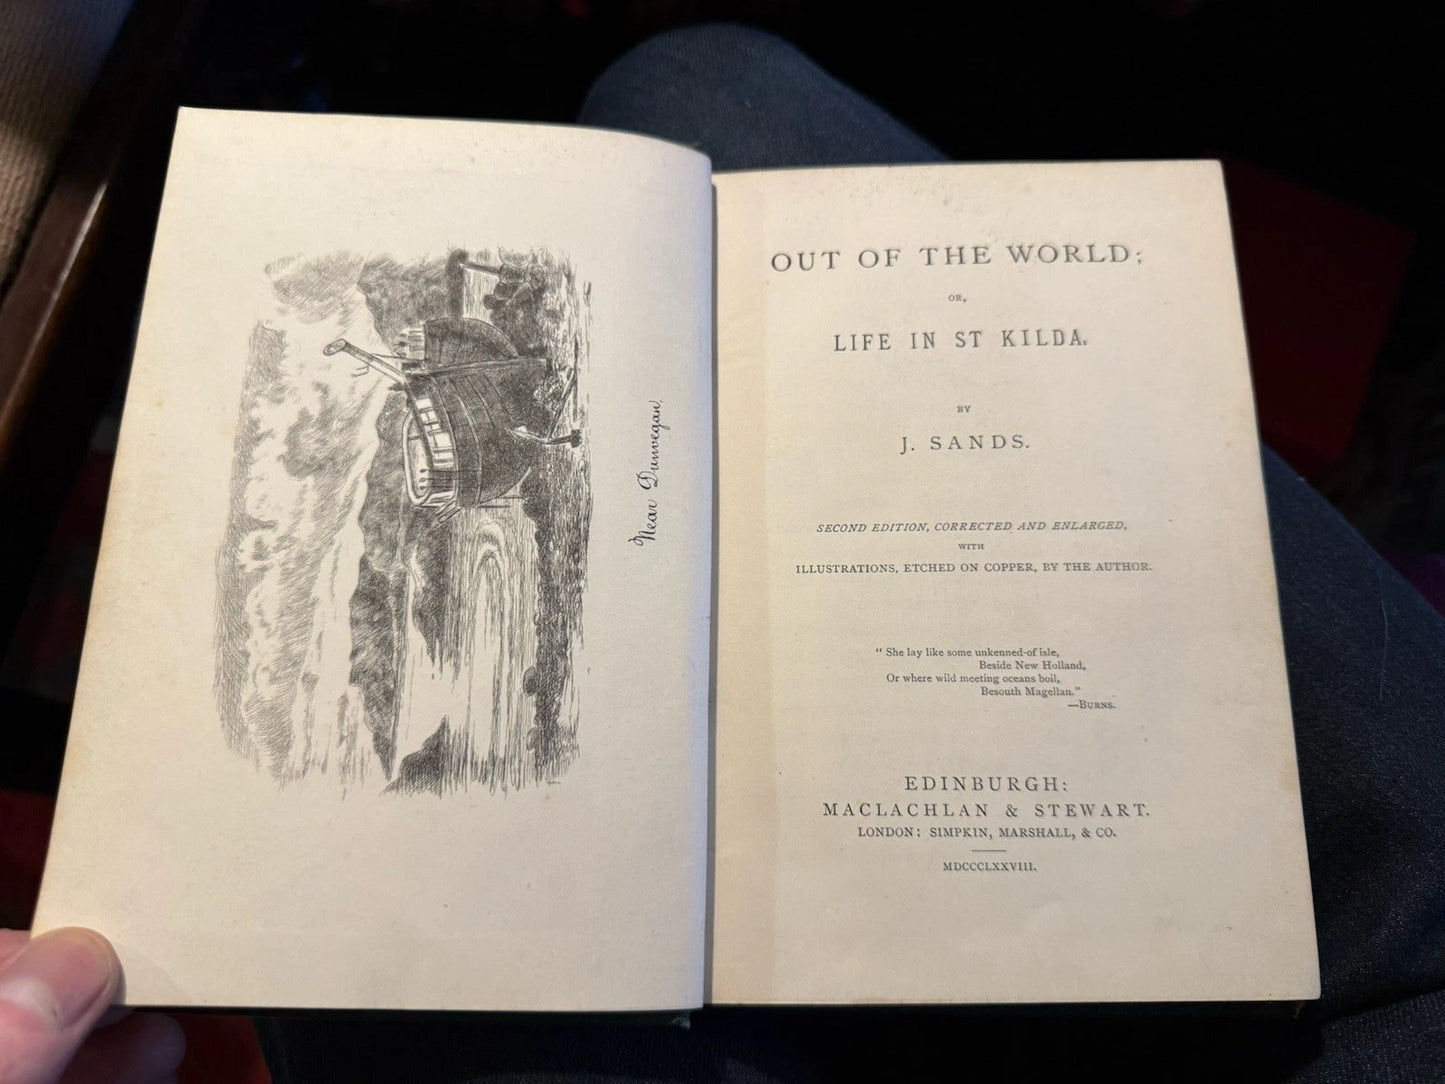 Near Dunvegan.
OUT OF THE WORLD;
OR,
LIFE IN ST KILDA.
BY
J. SANDS.
SECOND EDITION, CORRECTED AND ENLARGED,
WITH
ILLUSTRATIONS, ETCHED ON COPPER, BY THE AUTHOR.
“ She lay like some unkenned-of isle,
Beside New Holland,
Or where wild meeting oceans boil,
Besouth Magellan.”
—BURNS.
EDINBURGH:
MACLACHLAN & STEWART.
LONDON: SIMPKIN, MARSHALL, & CO.
MDCCCLXXVIII.